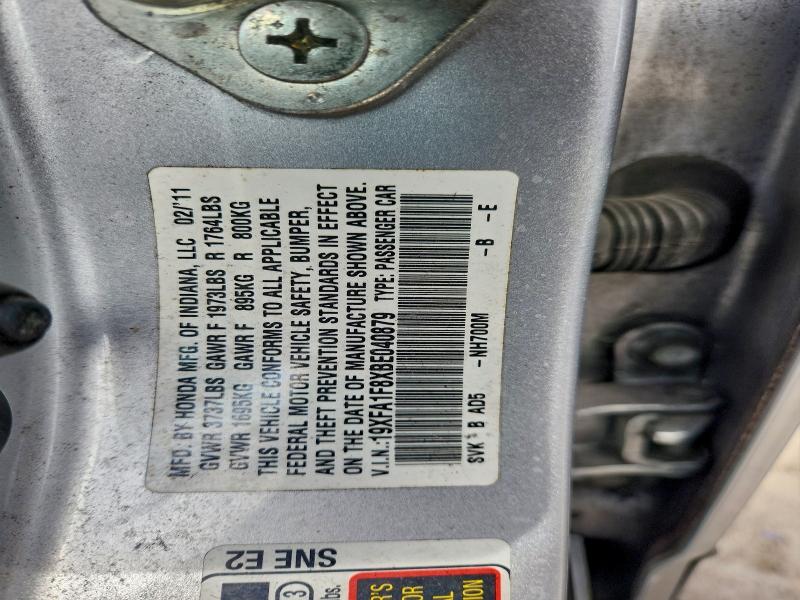 MFD. BY HONDA MFG. OF INDIANA, LLC 02/'11
GVWR 3737LBS GAWR F 1973LBS R 1764LBS
GVWR 1695KG GAWR F 895KG R 800KG
THIS VEHICLE CONFORMS TO ALL APPLICABLE
FEDERAL MOTOR VEHICLE SAFETY, BUMPER,
AND THEFT PREVENTION STANDARDS IN EFFECT
ON THE DATE OF MANUFACTURE SHOWN ABOVE.
V.I.N.:19XFA1F8XBE040879 TYPE: PASSENGER CAR
SVK B AD5 -NH700M -B -E
SNE E2
3
lbs.